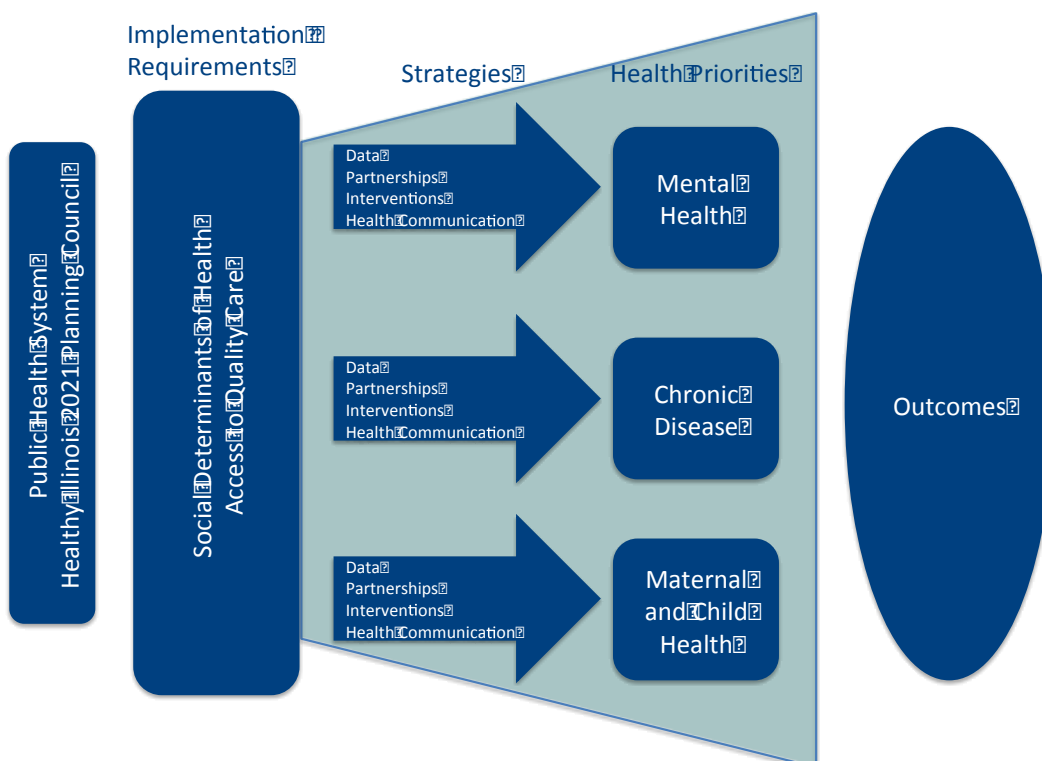 Implementation
Requirements
Strategies
Health Priorities
Public Health System
Healthy Illinois 2021 Planning Council
Social Determinants of Health
Access to Quality Care
Data
Partnerships
Interventions
Health Communication
Mental
Health
Data
Partnerships
Interventions
Health Communication
Chronic
Disease
Data
Partnerships
Interventions
Health Communication
Maternal
and Child
Health
Outcomes